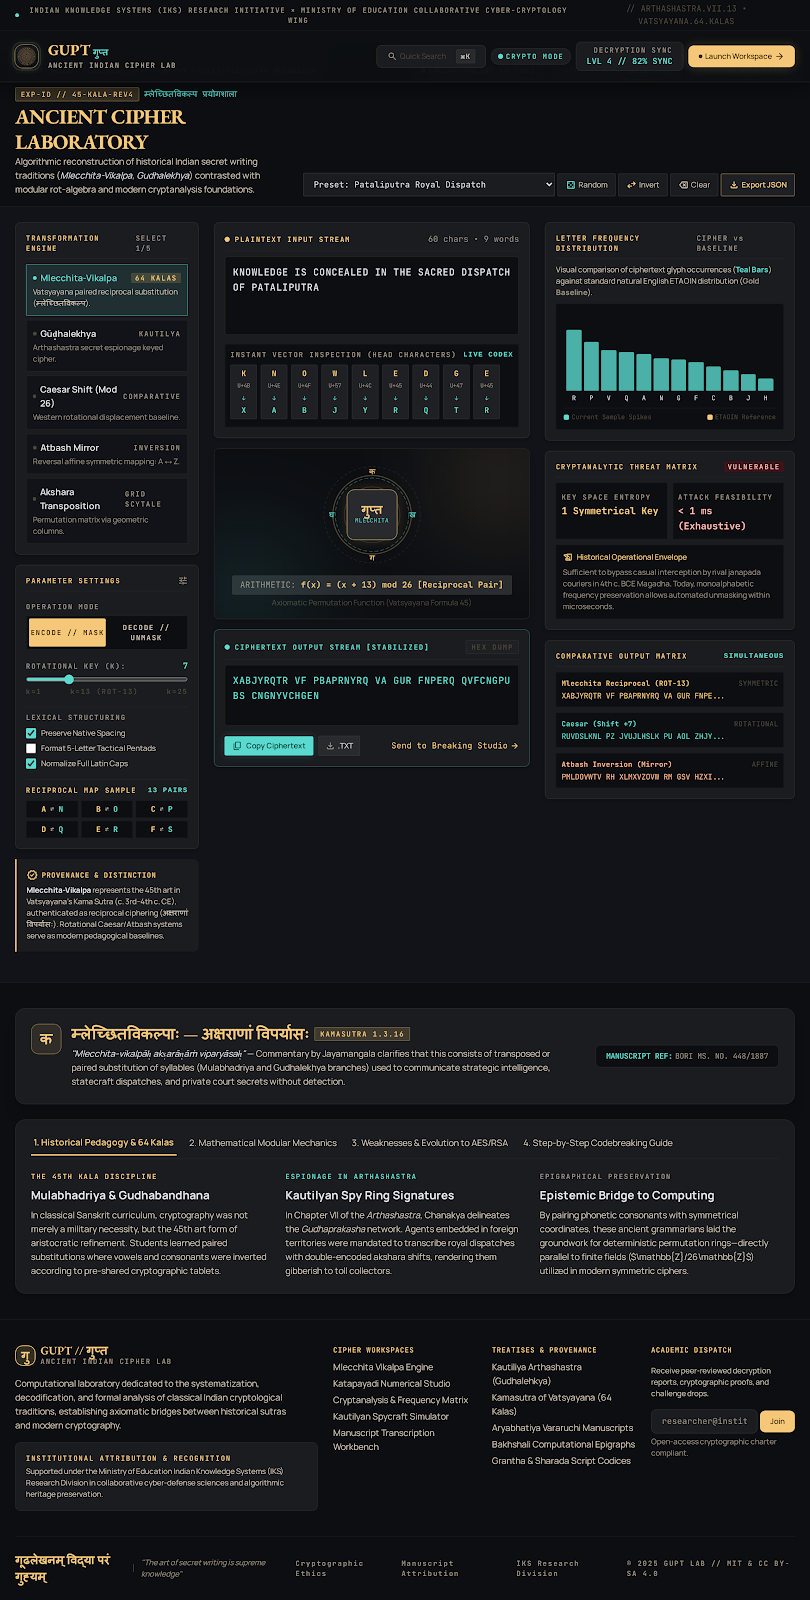 INDIAN KNOWLEDGE SYSTEMS (IKS) RESEARCH INITIATIVE × MINISTRY OF EDUCATION COLLABORATIVE CYBER-CRYPTOLOGY
WING
// ARTHASHASTRA.VII.13 •
VATSYAYANA.64.KALAS
GUPT गुप्त
ANCIENT INDIAN CIPHER LAB
Quick Search ⌘K
CRYPTO MODE
DECRYPTION SYNC
LVL 4 // 82% SYNC
Launch Workspace →
EXP-ID // 45-KALA-REV4 म्लेच्छितविकल्प प्रयोगशाला
ANCIENT CIPHER
LABORATORY
Algorithmic reconstruction of historical Indian secret writing
traditions (Mlecchita-Vikalpa, Gudhalekhya) contrasted with
modular rot-algebra and modern cryptanalysis foundations.
Preset: Pataliputra Royal Dispatch
Random
Invert
Clear
Export JSON
TRANSFORMATION
ENGINE
SELECT
1/5
Mlecchita-Vikalpa 64 KALAS
Vatsyayana paired reciprocal substitution
(म्लेच्छितविकल्प).
Gūḍhalekhya KAUTILYA
Arthashastra secret espionage keyed
cipher.
Caesar Shift (Mod
26)
COMPARATIVE
Western rotational displacement baseline.
Atbash Mirror INVERSION
Reversal affine symmetric mapping: A ↔ Z.
Akshara
Transposition
GRID
SCYTALE
Permutation matrix via geometric
columns.
PARAMETER SETTINGS
OPERATION MODE
ENCODE // MASK
DECODE //
UNMASK
ROTATIONAL KEY (K): 7
k=1 k=13 (ROT-13) k=25
LEXICAL STRUCTURING
Preserve Native Spacing
Format 5-Letter Tactical Pentads
Normalize Full Latin Caps
RECIPROCAL MAP SAMPLE 13 PAIRS
A ⇌ N B ⇌ O C ⇌ P
D ⇌ Q E ⇌ R F ⇌ S
PROVENANCE & DISTINCTION
Mlecchita-Vikalpa represents the 45th art in
Vatsyayana's Kama Sutra (c. 3rd–4th c. CE),
authenticated as reciprocal ciphering (अक्षराणां
विपर्यासः). Rotational Caesar/Atbash systems
serve as modern pedagogical baselines.
PLAINTEXT INPUT STREAM 60 chars • 9 words
KNOWLEDGE IS CONCEALED IN THE SACRED DISPATCH
OF PATALIPUTRA
INSTANT VECTOR INSPECTION (HEAD CHARACTERS) LIVE CODEX
K N O W L E D G E
U+4B U+4E U+4F U+57 U+4C U+45 U+44 U+47 U+45
↓ ↓ ↓ ↓ ↓ ↓ ↓ ↓ ↓
X A B J Y R Q T R
क
घ
गुप्त
MLECCHITA
ख
ग
ARITHMETIC: f(x) = (x + 13) mod 26 [Reciprocal Pair]
Axiomatic Permutation Function (Vatsyayana Formula 45)
CIPHERTEXT OUTPUT STREAM [STABILIZED] HEX DUMP
XABJYRQTR VF PBAPRNYRQ VA GUR FNPERQ QVFCNGPU
BS CNGNYVCHGEN
Copy Ciphertext
.TXT
Send to Breaking Studio →
LETTER FREQUENCY
DISTRIBUTION
CIPHER vs
BASELINE
Visual comparison of ciphertext glyph occurrences (Teal Bars)
against standard natural English ETAOIN distribution (Gold
Baseline).
R P V Q A N G F C B J H
Current Sample Spikes
ETAOIN Reference
CRYPTANALYTIC THREAT MATRIX VULNERABLE
KEY SPACE ENTROPY
1 Symmetrical Key
ATTACK FEASIBILITY
< 1 ms
(Exhaustive)
Historical Operational Envelope
Sufficient to bypass casual interception by rival janapada
couriers in 4th c. BCE Magadha. Today, monoalphabetic
frequency preservation allows automated unmasking within
microseconds.
COMPARATIVE OUTPUT MATRIX SIMULTANEOUS
Mlecchita Reciprocal (ROT-13) SYMMETRIC
XABJYRQTR VF PBAPRNYRQ VA GUR FNPE...
Caesar (Shift +7) ROTATIONAL
RUVDSLKNL PZ JVUJLHSLK PU AOL ZHJY...
Atbash Inversion (Mirror) AFFINE
PMLDOVWTV RH XLMXVZOVW RM GSV HZXI...
क
म्लेच्छितविकल्पाः — अक्षराणां विपर्यासः KAMASUTRA 1.3.16
"Mlecchita-vikalpāḥ akṣarāṇāṁ viparyāsaḥ" — Commentary by Jayamangala clarifies that this consists of transposed or
paired substitution of syllables (Mulabhadriya and Gudhalekhya branches) used to communicate strategic intelligence,
statecraft dispatches, and private court secrets without detection.
MANUSCRIPT REF: BORI MS. NO. 448/1887
1. Historical Pedagogy & 64 Kalas
2. Mathematical Modular Mechanics
3. Weaknesses & Evolution to AES/RSA
4. Step-by-Step Codebreaking Guide
THE 45TH KALA DISCIPLINE
Mulabhadriya & Gudhabandhana
In classical Sanskrit curriculum, cryptography was not
merely a military necessity, but the 45th art form of
aristocratic refinement. Students learned paired
substitutions where vowels and consonants were inverted
according to pre-shared cryptographic tablets.
ESPIONAGE IN ARTHASHASTRA
Kautilyan Spy Ring Signatures
In Chapter VII of the Arthashastra, Chanakya delineates
the Gudhaprakasha network. Agents embedded in foreign
territories were mandated to transcribe royal dispatches
with double-encoded akshara shifts, rendering them
gibberish to toll collectors.
EPIGRAPHICAL PRESERVATION
Epistemic Bridge to Computing
By pairing phonetic consonants with symmetrical
coordinates, these ancient grammarians laid the
groundwork for deterministic permutation rings—directly
parallel to finite fields ($\mathbb{Z}/26\mathbb{Z}$)
utilized in modern symmetric ciphers.
गु
GUPT // गुप्त
ANCIENT INDIAN CIPHER LAB
Computational laboratory dedicated to the systematization,
decodification, and formal analysis of classical Indian cryptological
traditions, establishing axiomatic bridges between historical sutras
and modern cryptography.
INSTITUTIONAL ATTRIBUTION & RECOGNITION
Supported under the Ministry of Education Indian Knowledge Systems (IKS)
Research Division in collaborative cyber-defense sciences and algorithmic
heritage preservation.
CIPHER WORKSPACES
Mlecchita Vikalpa Engine
Katapayadi Numerical Studio
Cryptanalysis & Frequency Matrix
Kautilyan Spycraft Simulator
Manuscript Transcription
Workbench
TREATISES & PROVENANCE
Kautiliya Arthashastra
(Gudhalehkya)
Kamasutra of Vatsyayana (64
Kalas)
Aryabhatiya Vararuchi Manuscripts
Bakhshali Computational Epigraphs
Grantha & Sharada Script Codices
ACADEMIC DISPATCH
Receive peer-reviewed decryption
reports, cryptographic proofs, and
challenge drops.
researcher@instit
Join
Open-access cryptographic charter
compliant.
गूढलेखनम् विद्या परं
गुह्यम्
"The art of secret writing is supreme
knowledge"
Cryptographic
Ethics
Manuscript
Attribution
IKS Research
Division
© 2025 GUPT LAB // MIT & CC BY-
SA 4.0